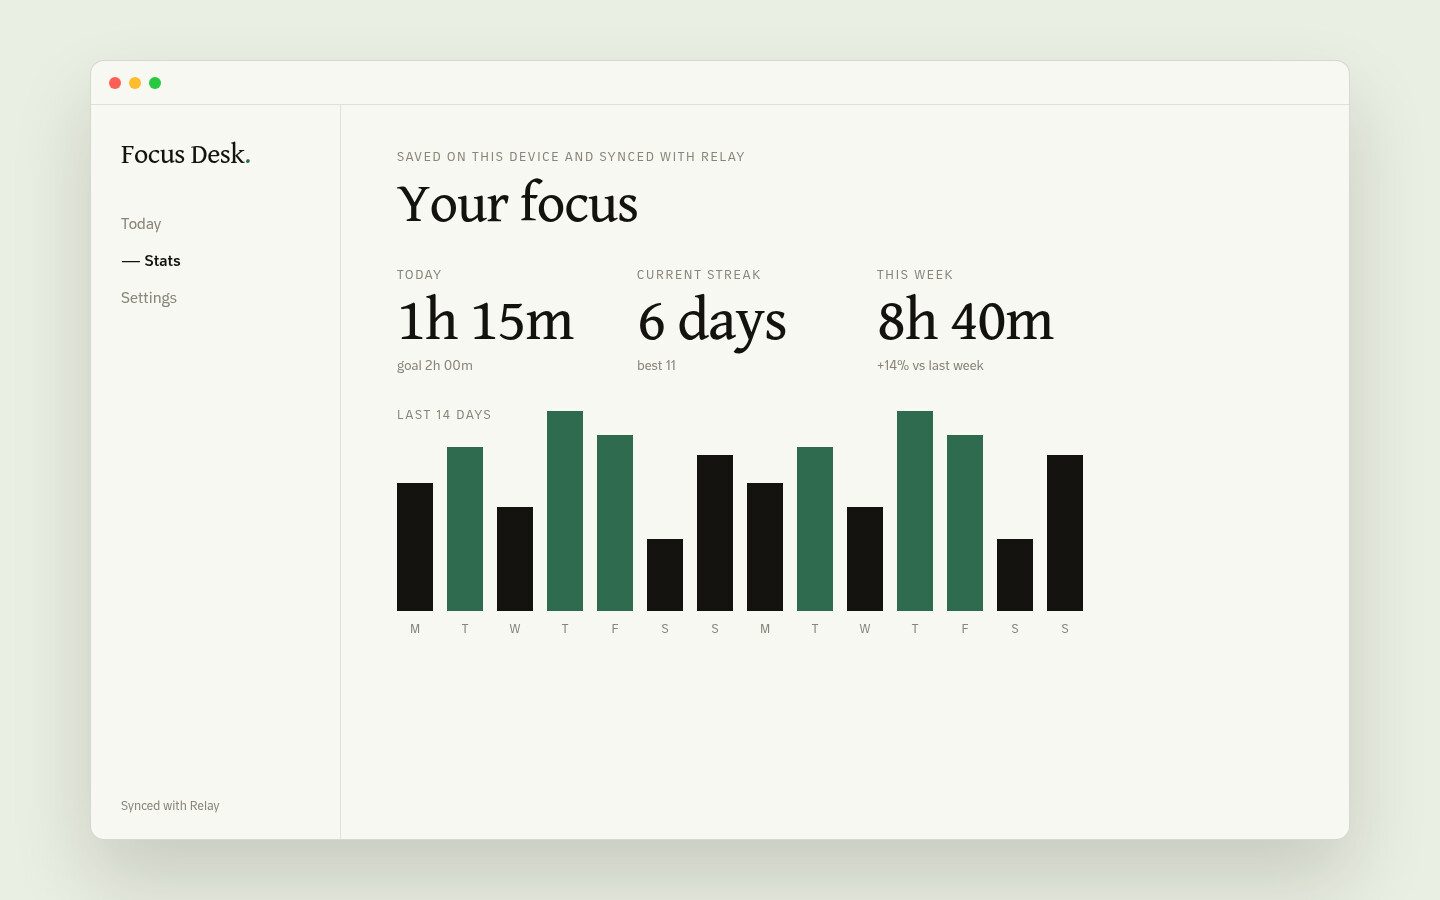 Focus Desk.
Today
— Stats
Settings
Synced with Relay
SAVED ON THIS DEVICE AND SYNCED WITH RELAY
Your focus
TODAY
1h 15m
goal 2h 00m
CURRENT STREAK
6 days
best 11
THIS WEEK
8h 40m
+14% vs last week
LAST 14 DAYS
M T W T F S S M T W T F S S